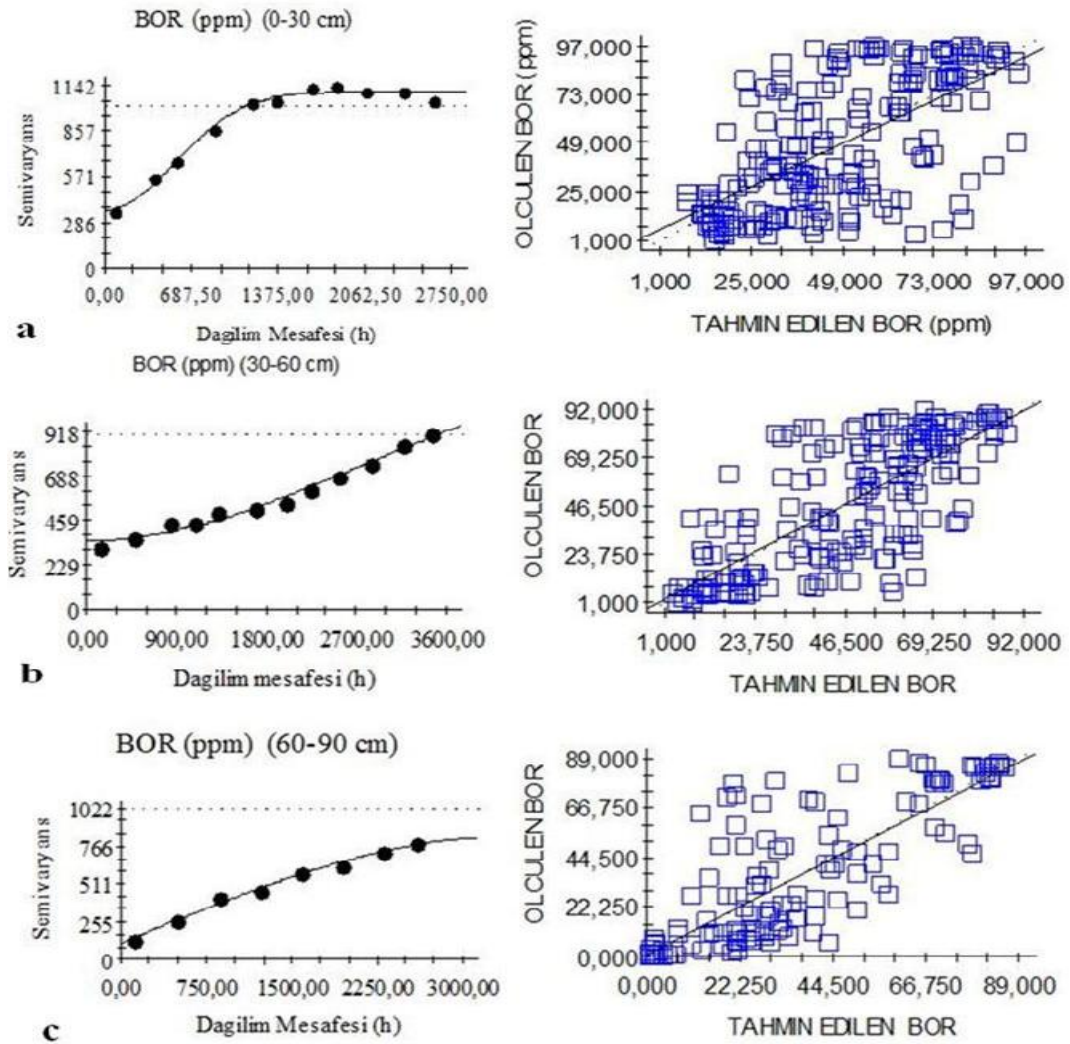 BOR (ppm) (0-30 cm)
Semivaryans
1142
857
571
286
0
0,00 687,50 1375,00 2062,50 2750,00
Dagilim Mesafesi (h)
OLCULEN BOR (ppm)
97,000
73,000
49,000
25,000
1,000
1,000 25,000 49,000 73,000 97,000
TAHMIN EDILEN BOR (ppm)
a
BOR (ppm) (30-60 cm)
Semivaryans
918
688
459
229
0
0,00 900,00 1800,00 2700,00 3600,00
Dagilim mesafesi (h)
OLCULEN BOR
92,000
69,250
46,500
23,750
1,000
1,000 23,750 46,500 69,250 92,000
TAHMIN EDILEN BOR
b
BOR (ppm) (60-90 cm)
Semivaryans
1022
766
511
255
0
0,00 750,00 1500,00 2250,00 3000,00
Dagilim Mesafesi (h)
OLCULEN BOR
89,000
66,750
44,500
22,250
0,000
0,000 22,250 44,500 66,750 89,000
TAHMIN EDILEN BOR
c